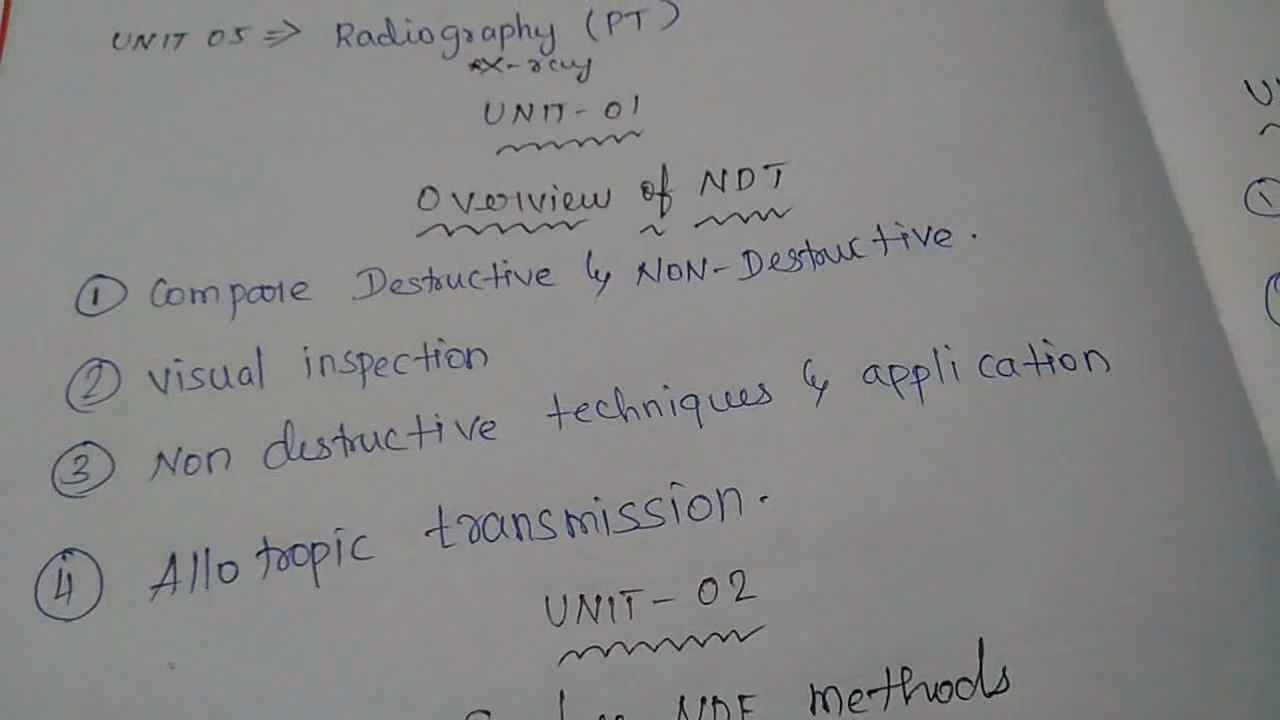 UNIT 05 => Radiography (PT)
x-ray
UNIT-01
Overview of NDT
① Compare Destructive & NON-Destructive.
② visual inspection
③ Non destructive techniques & application
④ Allotropic transmission.
UNIT-02
NDE methods